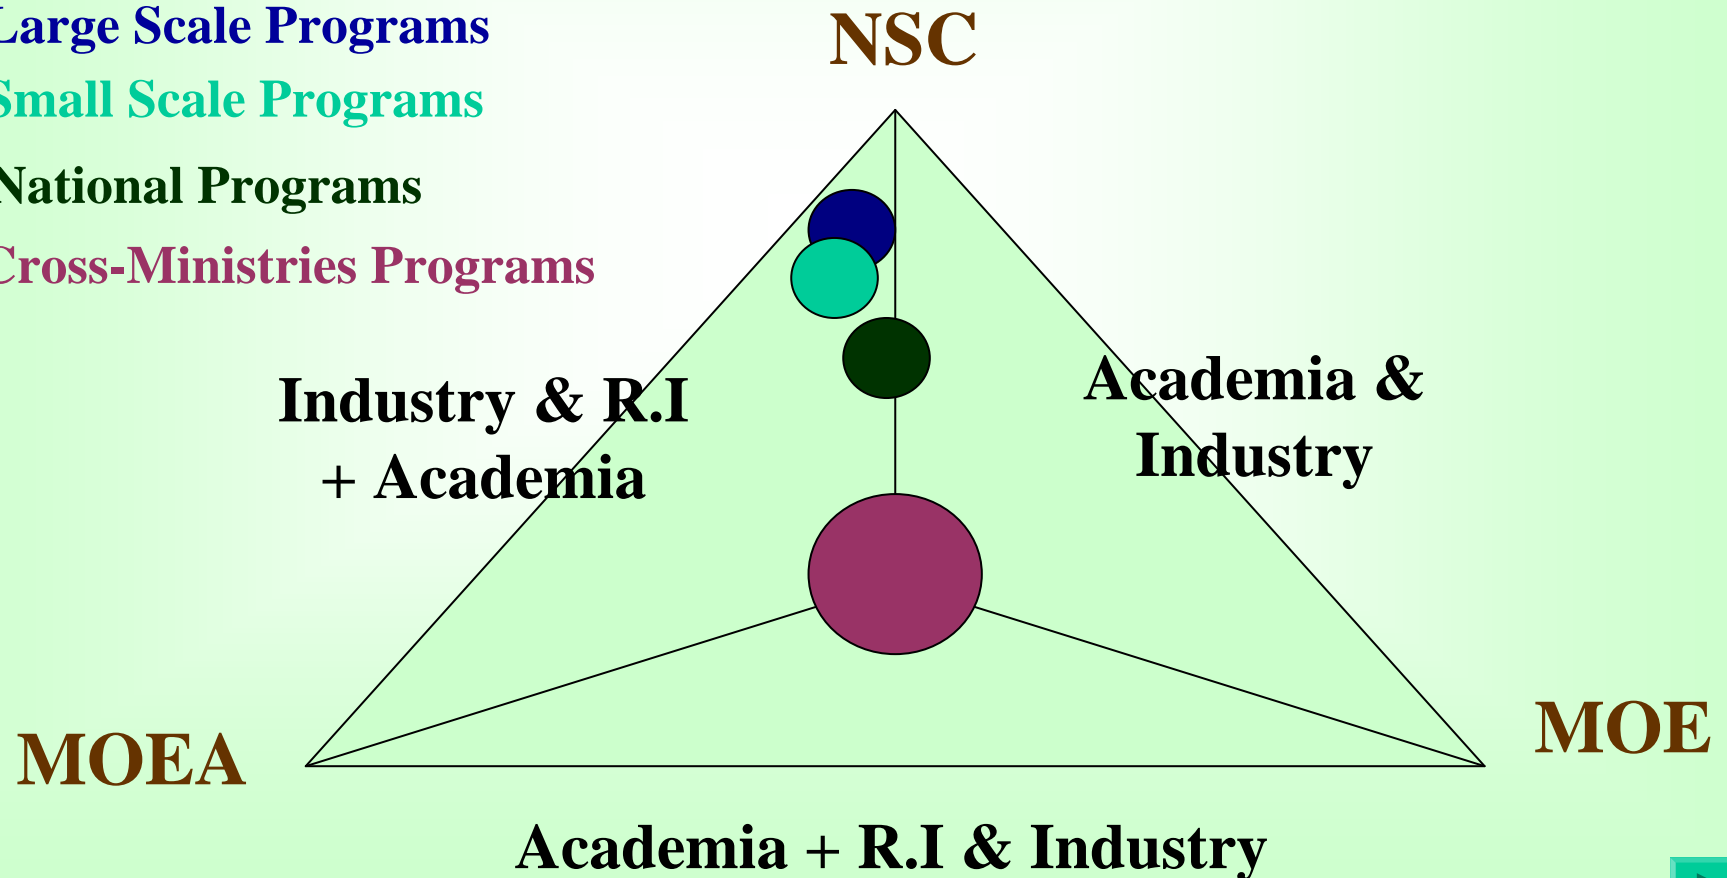 Large Scale Programs
Small Scale Programs
National Programs
Cross-Ministries Programs
NSC
Industry & R.I
+ Academia
Academia &
Industry
MOEA
MOE
Academia + R.I & Industry